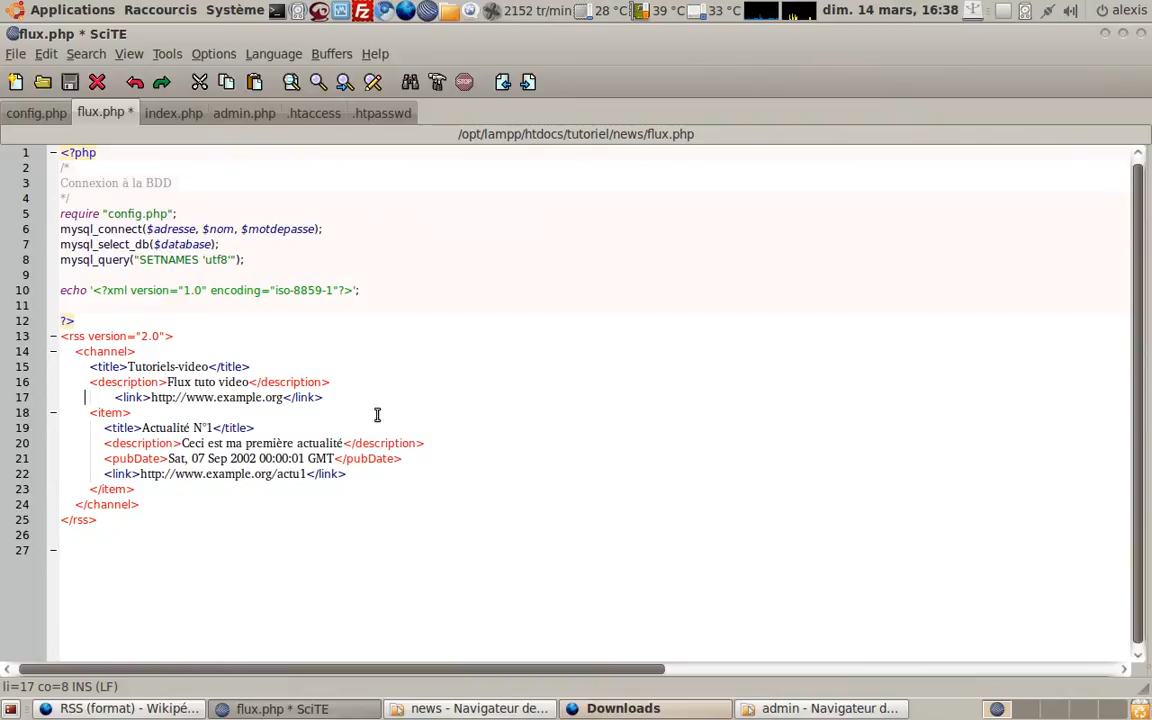 Applications Raccourcis Système 2152 tr/min 28 °C 39 °C 33 °C dim. 14 mars, 16:38 alexis
flux.php * SciTE
File Edit Search View Tools Options Language Buffers Help
config.php flux.php * index.php admin.php .htaccess .htpasswd
/opt/lampp/htdocs/tutoriel/news/flux.php
1 <?php
2 /*
3 Connexion à la BDD
4 */
5 require "config.php";
6 mysql_connect($adresse, $nom, $motdepasse);
7 mysql_select_db($database);
8 mysql_query("SETNAMES 'utf8'");
9
10 echo '<?xml version="1.0" encoding="iso-8859-1"?>';
11
12 ?>
13 <rss version="2.0">
14 <channel>
15 <title>Tutoriels-video</title>
16 <description>Flux tuto video</description>
17 <link>http://www.example.org</link>
18 <item>
19 <title>Actualité N°1</title>
20 <description>Ceci est ma première actualité</description>
21 <pubDate>Sat, 07 Sep 2002 00:00:01 GMT</pubDate>
22 <link>http://www.example.org/actu1</link>
23 </item>
24 </channel>
25 </rss>
26
27
li=17 co=8 INS (LF)
RSS (format) - Wikipé... flux.php * SciTE news - Navigateur de... Downloads admin - Navigateur d...